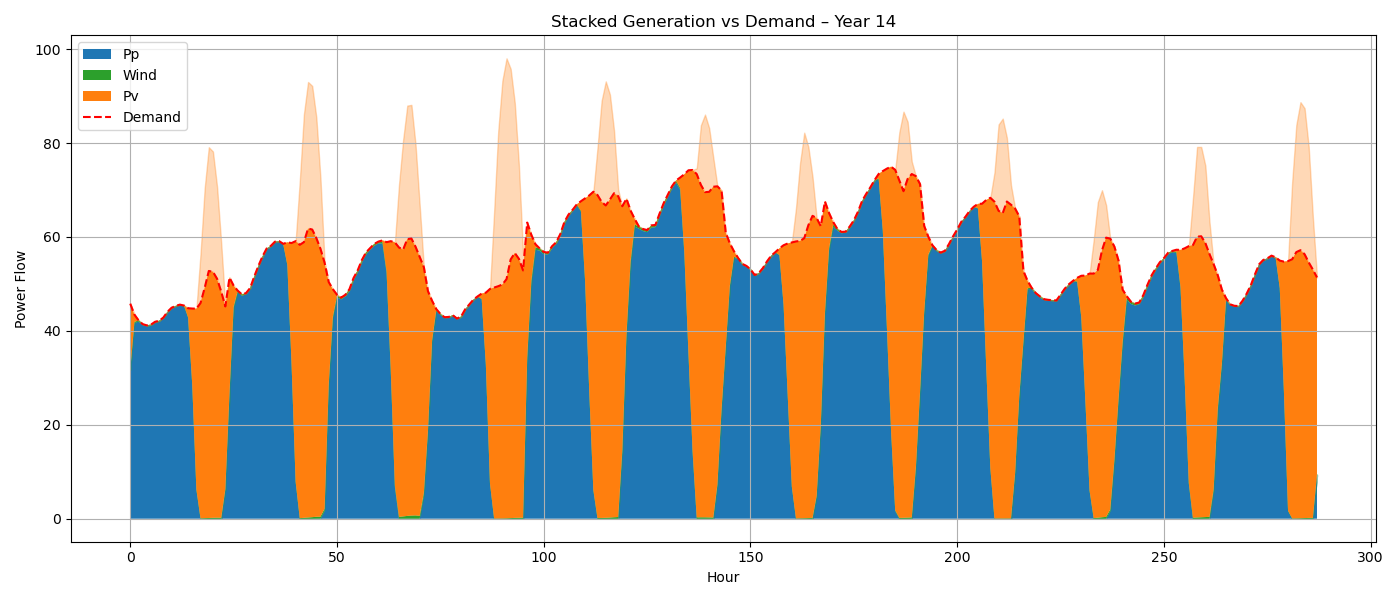 Stacked Generation vs Demand – Year 14
Pp
Wind
Pv
Demand
100
80
60
40
20
0
Power Flow
0 50 100 150 200 250 300
Hour